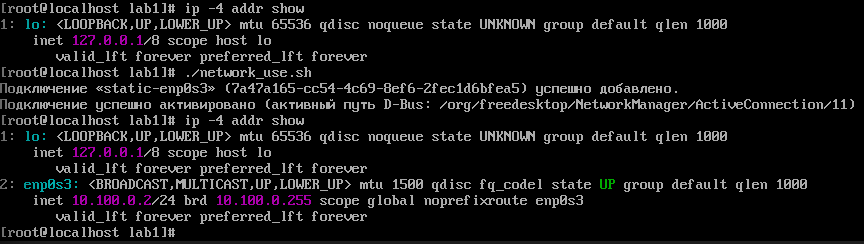 [root@localhost lab1]# ip -4 addr show
1: lo: <LOOPBACK,UP,LOWER_UP> mtu 65536 qdisc noqueue state UNKNOWN group default qlen 1000
    inet 127.0.0.1/8 scope host lo
       valid_lft forever preferred_lft forever
[root@localhost lab1]# ./network_use.sh
Подключение «static-enp0s3» (7a47a165-cc54-4c69-8ef6-2fec1d6bfea5) успешно добавлено.
Подключение успешно активировано (активный путь D-Bus: /org/freedesktop/NetworkManager/ActiveConnection/11)
[root@localhost lab1]# ip -4 addr show
1: lo: <LOOPBACK,UP,LOWER_UP> mtu 65536 qdisc noqueue state UNKNOWN group default qlen 1000
    inet 127.0.0.1/8 scope host lo
       valid_lft forever preferred_lft forever
2: enp0s3: <BROADCAST,MULTICAST,UP,LOWER_UP> mtu 1500 qdisc fq_codel state UP group default qlen 1000
    inet 10.100.0.2/24 brd 10.100.0.255 scope global noprefixroute enp0s3
       valid_lft forever preferred_lft forever
[root@localhost lab1]#